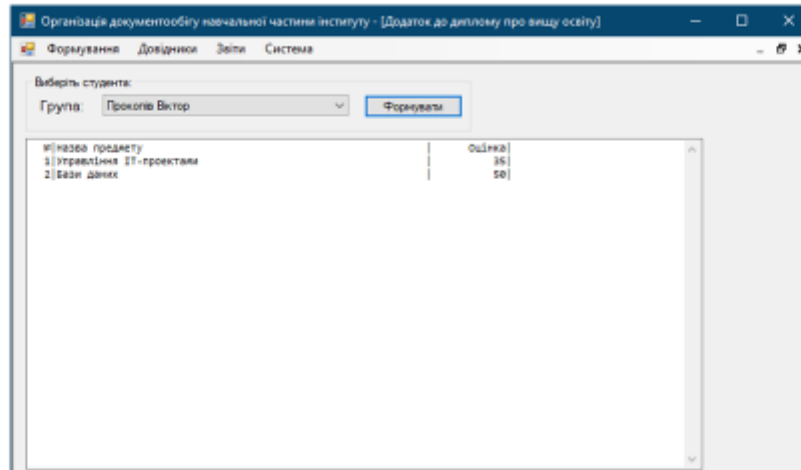 Організація документообігу навчальної частини інституту - [Додаток до диплому про вищу освіту]
Формування Довідники Звіти Система
Виберіть студента:
Група: Прокопів Віктор Формувати
№|Назва предмету | Оцінка|
1|Управління ІТ-проектами | 35|
2|Бази даних | 50|